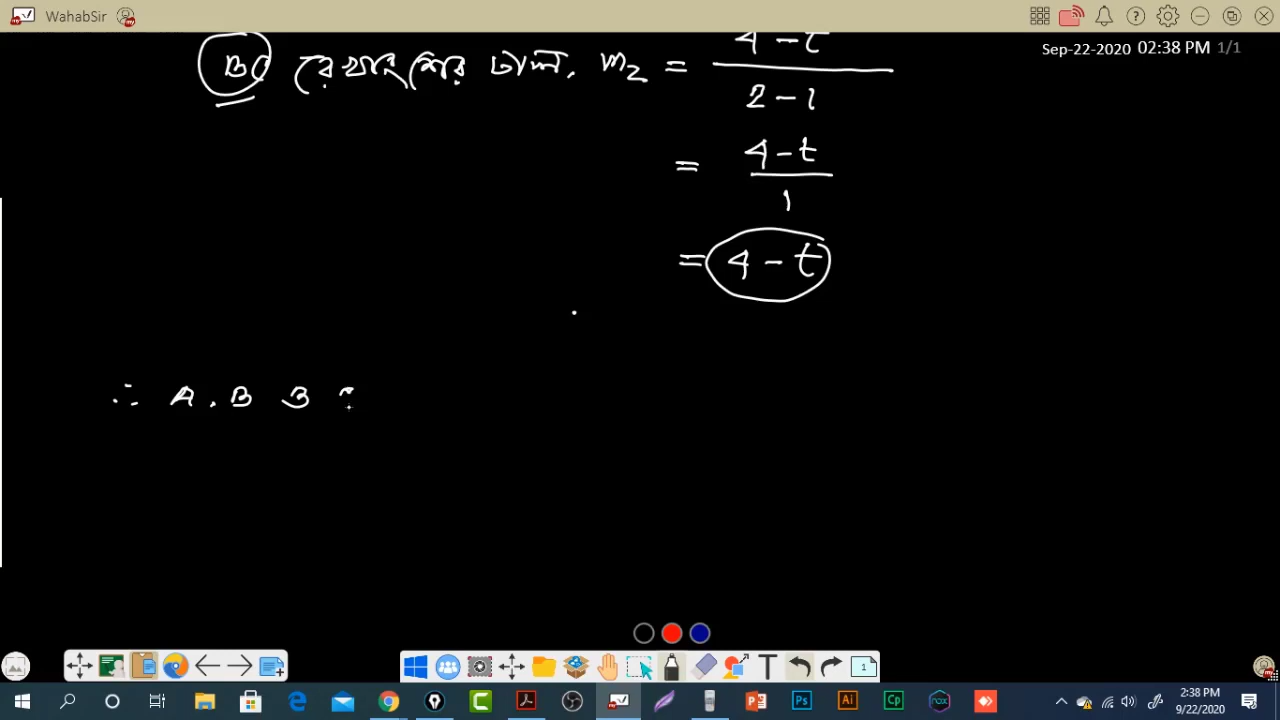 WahabSir
Sep-22-2020 02:38 PM 1/1
BC রেখাংশের ঢাল, m₂ = 4 - t / 2 - 1
= 4 - t / 1
= 4 - t
∴ A, B ও
1
2:38 PM
9/22/2020